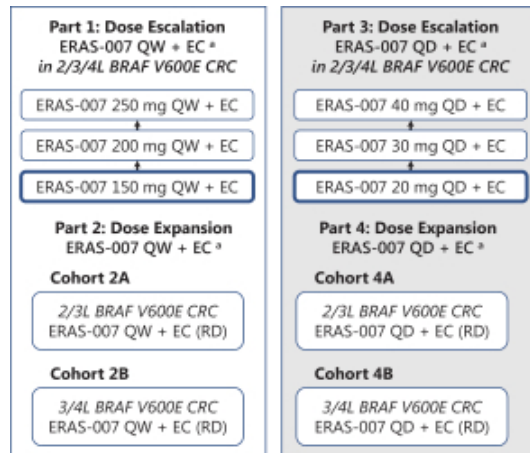 Part 1: Dose Escalation
ERAS-007 QW + EC ᵃ
in 2/3/4L BRAF V600E CRC
ERAS-007 250 mg QW + EC
ERAS-007 200 mg QW + EC
ERAS-007 150 mg QW + EC
Part 2: Dose Expansion
ERAS-007 QW + EC ᵃ
Cohort 2A
2/3L BRAF V600E CRC
ERAS-007 QW + EC (RD)
Cohort 2B
3/4L BRAF V600E CRC
ERAS-007 QW + EC (RD)
Part 3: Dose Escalation
ERAS-007 QD + EC ᵃ
in 2/3/4L BRAF V600E CRC
ERAS-007 40 mg QD + EC
ERAS-007 30 mg QD + EC
ERAS-007 20 mg QD + EC
Part 4: Dose Expansion
ERAS-007 QD + EC ᵃ
Cohort 4A
2/3L BRAF V600E CRC
ERAS-007 QD + EC (RD)
Cohort 4B
3/4L BRAF V600E CRC
ERAS-007 QD + EC (RD)